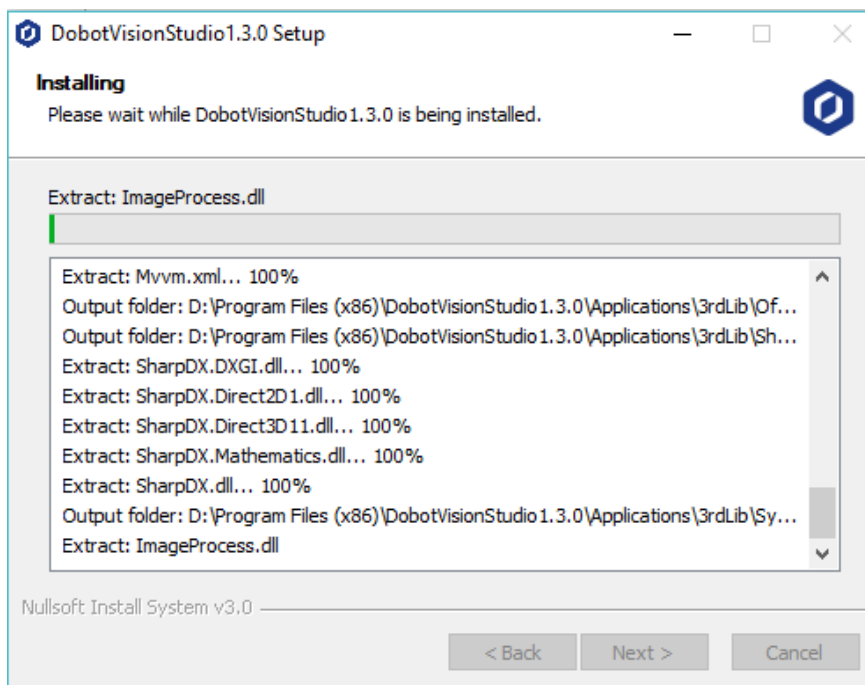 DobotVisionStudio1.3.0 Setup
Installing
Please wait while DobotVisionStudio1.3.0 is being installed.
Extract: ImageProcess.dll
Extract: Mvvm.xml... 100%
Output folder: D:\Program Files (x86)\DobotVisionStudio1.3.0\Applications\3rdLib\Of...
Output folder: D:\Program Files (x86)\DobotVisionStudio1.3.0\Applications\3rdLib\Sh...
Extract: SharpDX.DXGI.dll... 100%
Extract: SharpDX.Direct2D1.dll... 100%
Extract: SharpDX.Direct3D11.dll... 100%
Extract: SharpDX.Mathematics.dll... 100%
Extract: SharpDX.dll... 100%
Output folder: D:\Program Files (x86)\DobotVisionStudio1.3.0\Applications\3rdLib\Sy...
Extract: ImageProcess.dll
Nullsoft Install System v3.0
< Back Next > Cancel